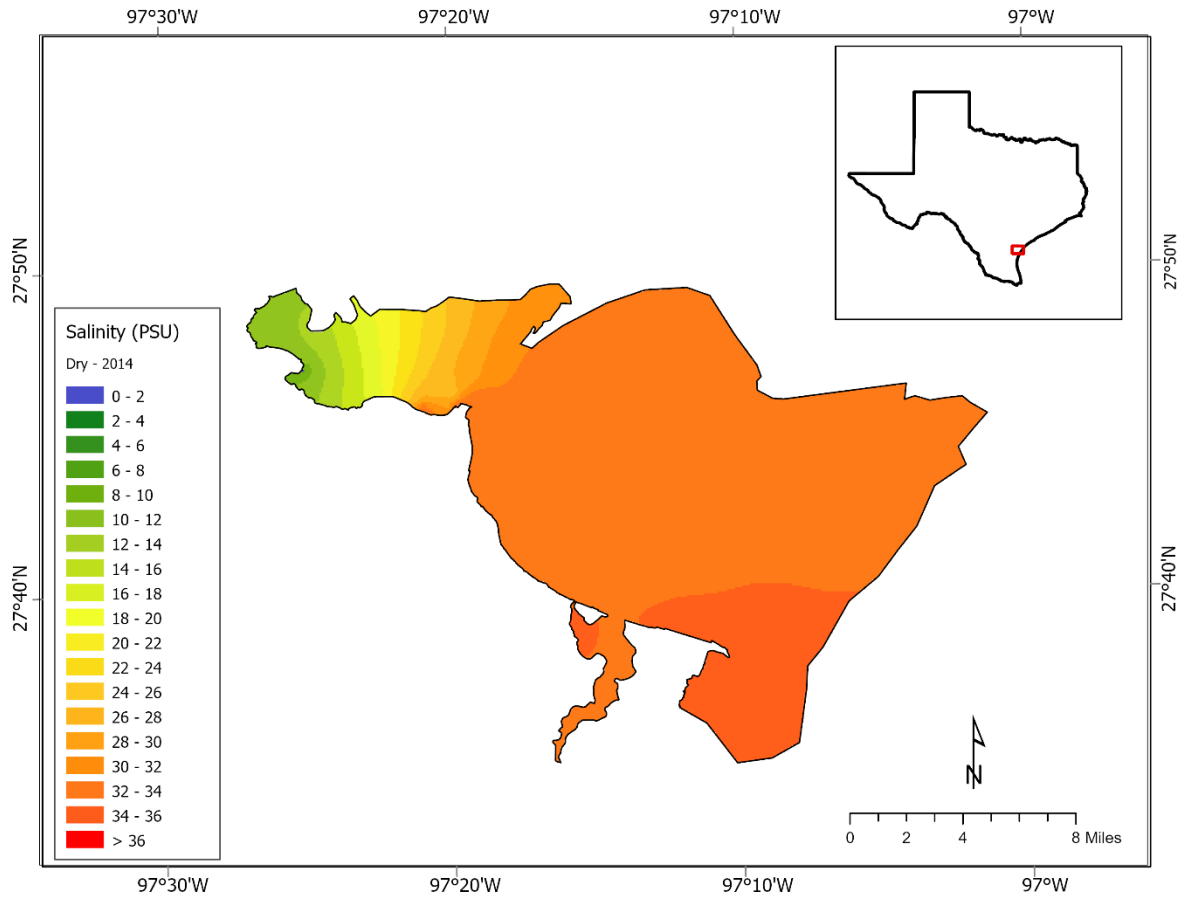 97°30'W 97°20'W 97°10'W 97°W
27°50'N
27°50'N
Salinity (PSU)
Dry - 2014
0 - 2
2 - 4
4 - 6
6 - 8
8 - 10
10 - 12
12 - 14
14 - 16
16 - 18
18 - 20
20 - 22
22 - 24
24 - 26
26 - 28
28 - 30
30 - 32
32 - 34
34 - 36
> 36
27°40'N
27°40'N
N
0 2 4 8 Miles
97°30'W 97°20'W 97°10'W 97°W